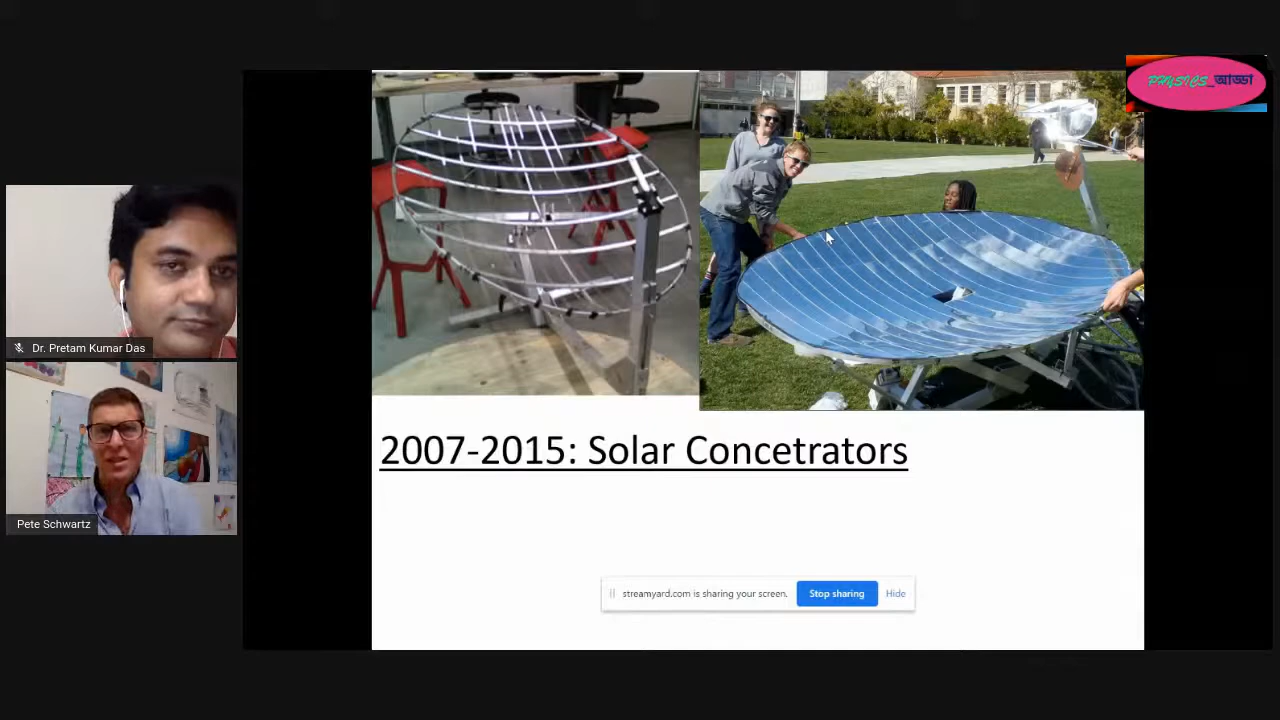 PHYSICS_আড্ডা
Dr. Pretam Kumar Das
Pete Schwartz
2007-2015: Solar Concetrators
streamyard.com is sharing your screen.
Stop sharing
Hide